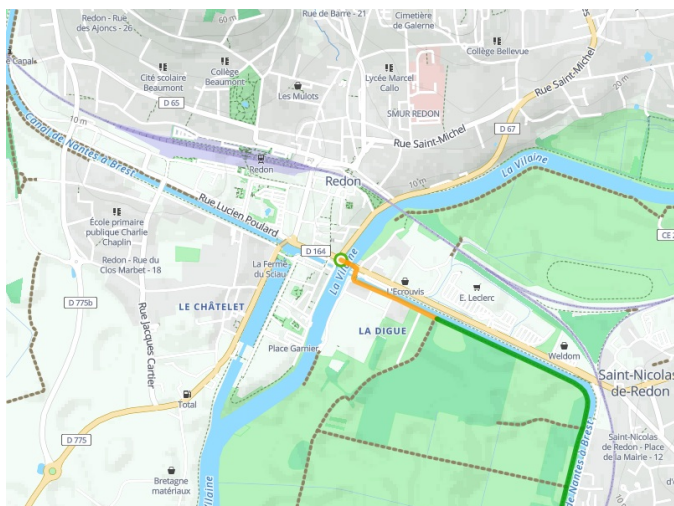 Redon - Rue
des Ajoncs - 26
Rue de Barre - 21
Cimetière
de Galerne
60 m
Collège Bellevue
Cité scolaire
Beaumont
Collège
Beaumont
Lycée Marcel
Callo
Les Mulots
Rue Saint-Michel
20 m
D 65
SMUR REDON
10 m
D 67
Rue Saint-Michel
Canal de Nantes à Brest
Redon
La Vilaine
Redon
10 m
Rue Lucien Poulard
École primaire
publique Charlie
Chaplin
D 164
CE 2
La Vilaine
Redon - Rue du
Clos Marbet - 18
La Ferme
du Sciau
L'Ecrouvis
E. Leclerc
D 775b
LE CHÂTELET
Rue Jacques Cartier
LA DIGUE
Place Garnier
Weldom
Saint-Nicolas
de-Redon
Total
D 775
Saint-Nicolas
de Redon - Place
de la Mairie - 12
de Nantes à Brest
Bretagne
matériaux
Vilaine
d'